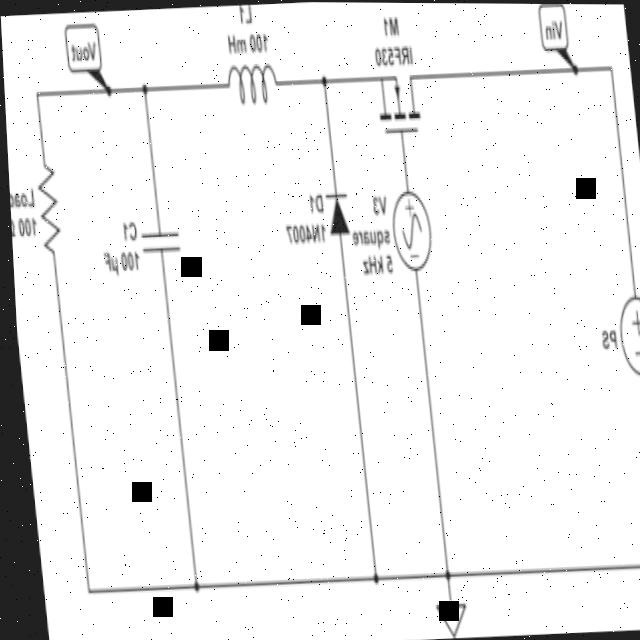 Vout
L1
100 mH
M1
IRF530
Vin
Load
100
C1
100 µF
D1
1N4007
V3
square
5 kHz
PS